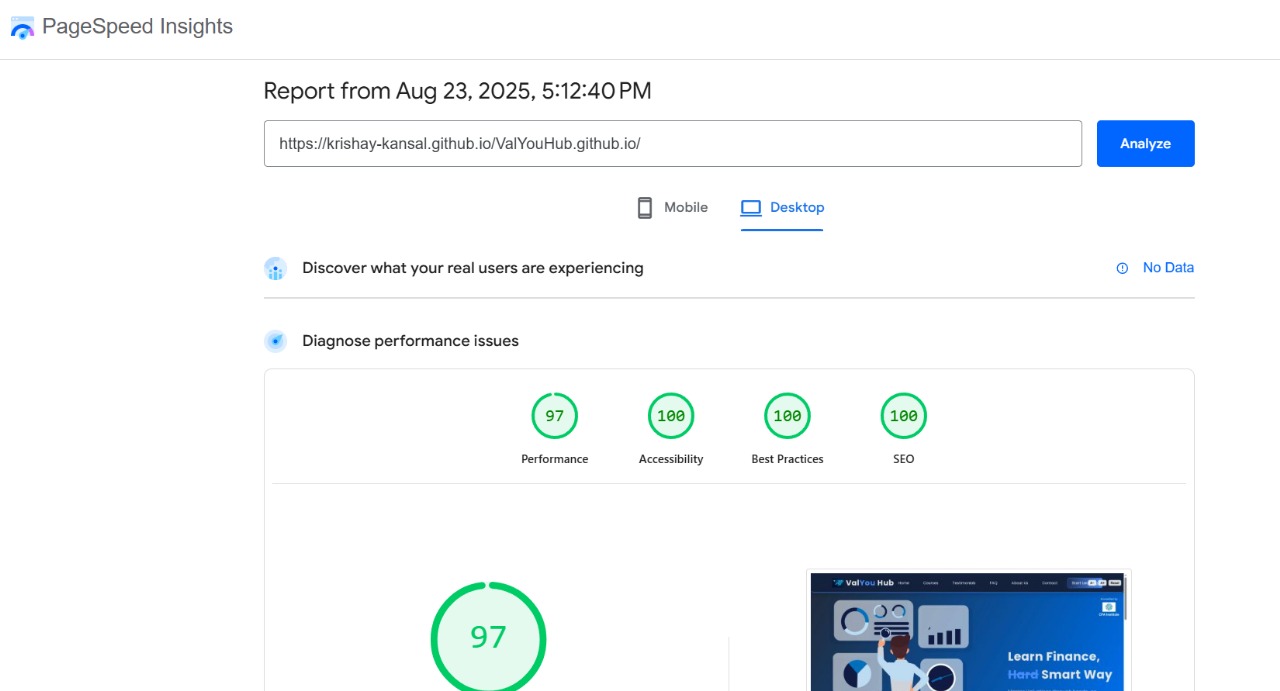 PageSpeed Insights
Report from Aug 23, 2025, 5:12:40 PM
https://krishay-kansal.github.io/ValYouHub.github.io/
Analyze
Mobile
Desktop
Discover what your real users are experiencing
No Data
Diagnose performance issues
97
100
100
100
Performance
Accessibility
Best Practices
SEO
97
ValYou Hub
Home
Courses
Testimonials
FAQ
About Us
Contact
Learn Finance,
Hard Smart Way